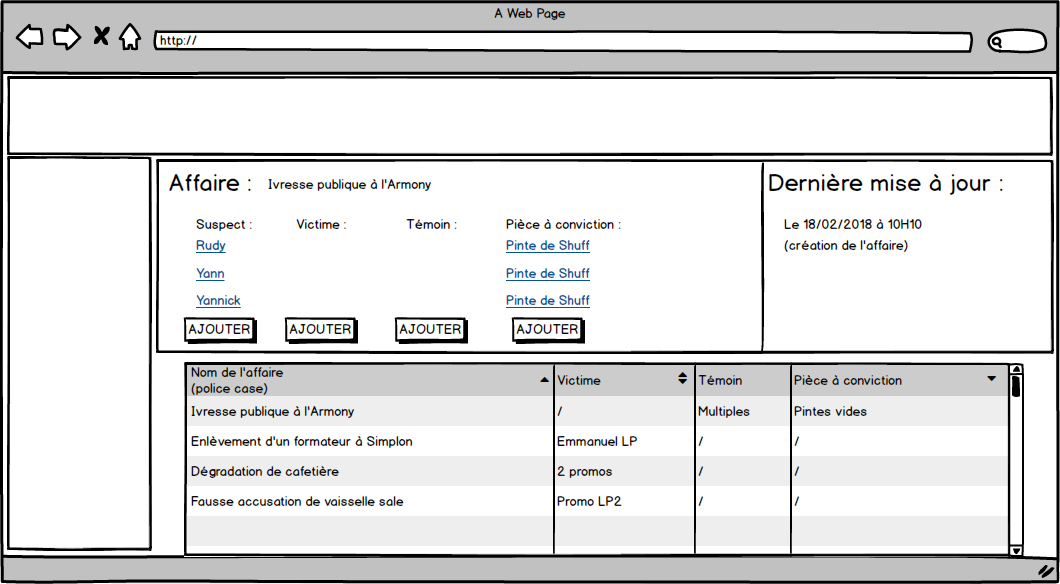 A Web Page
http://
Affaire : Ivresse publique à l'Armony
Dernière mise à jour :
Suspect : Victime : Témoin : Pièce à conviction :
Le 18/02/2018 à 10H10
Rudy Pinte de Shuff
(création de l'affaire)
Yann Pinte de Shuff
Yannick Pinte de Shuff
AJOUTER AJOUTER AJOUTER AJOUTER
Nom de l'affaire
(police case) Victime Témoin Pièce à conviction
Ivresse publique à l'Armony / Multiples Pintes vides
Enlèvement d'un formateur à Simplon Emmanuel LP / /
Dégradation de cafetière 2 promos / /
Fausse accusation de vaisselle sale Promo LP2 / /